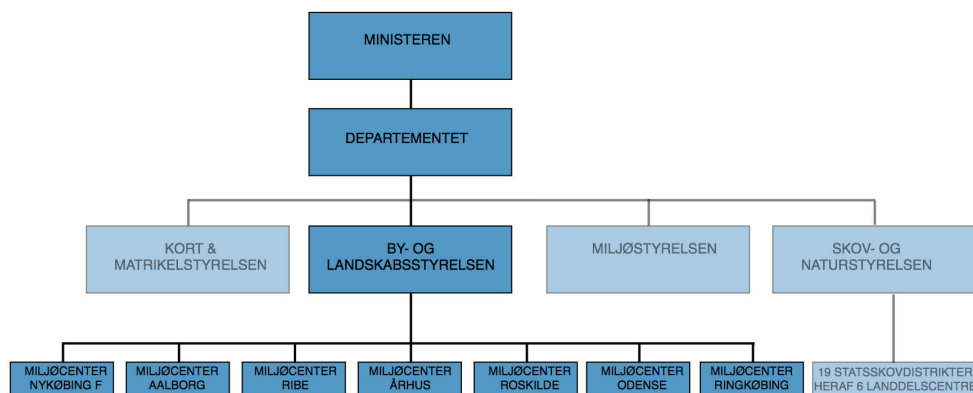 MINISTEREN
DEPARTEMENTET
KORT &
MATRIKELSTYRELSEN
BY- OG
LANDSKABSSTYRELSEN
MILJØSTYRELSEN
SKOV- OG
NATURSTYRELSEN
MILJØCENTER
NYKØBING F
MILJØCENTER
AALBORG
MILJØCENTER
RIBE
MILJØCENTER
ÅRHUS
MILJØCENTER
ROSKILDE
MILJØCENTER
ODENSE
MILJØCENTER
RINGKØBING
19 STATSSKOVDISTRIKTER
HERAF 6 LANDDELSCENTRE